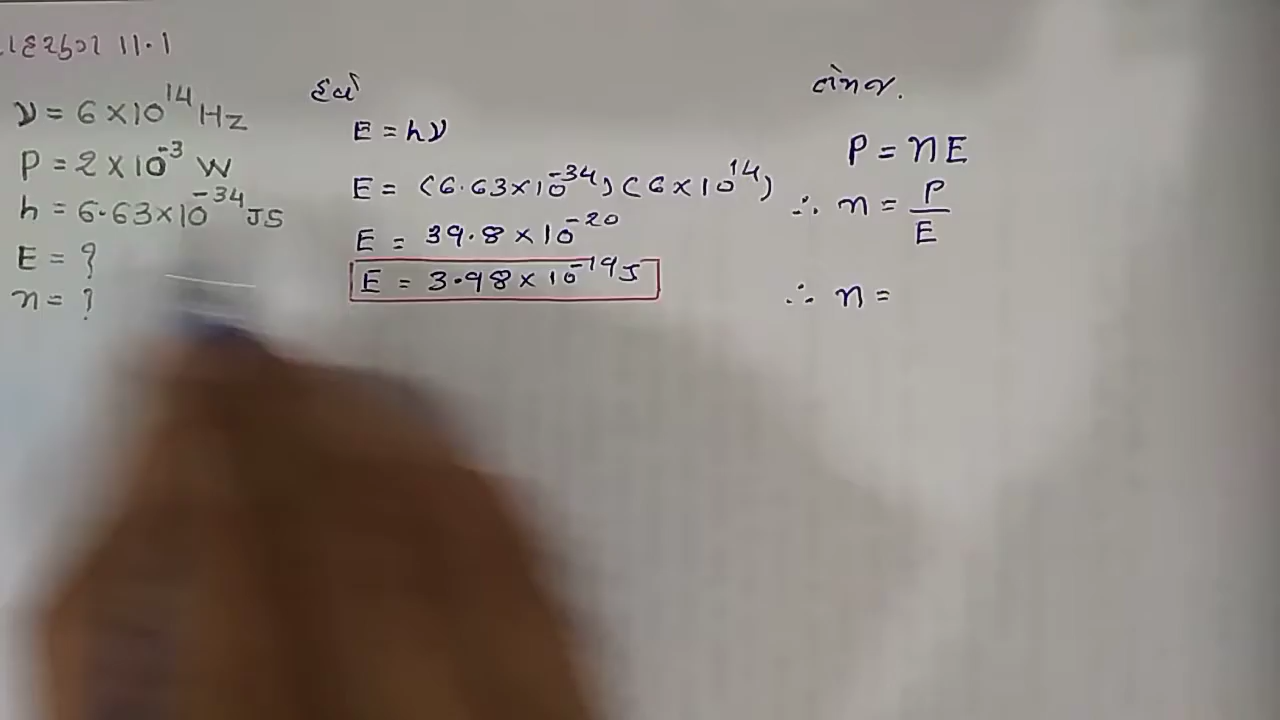 ઉદાહરણ 11.1
ν = 6 × 10¹⁴ Hz
P = 2 × 10⁻³ W
h = 6.63 × 10⁻³⁴ JS
E = ?
n = ?
હવે
E = hν
E = (6.63 × 10⁻³⁴) (6 × 10¹⁴)
E = 39.8 × 10⁻²⁰
E = 3.98 × 10⁻¹⁹ J
તેમજ.
P = nE
∴ n = P/E
∴ n =